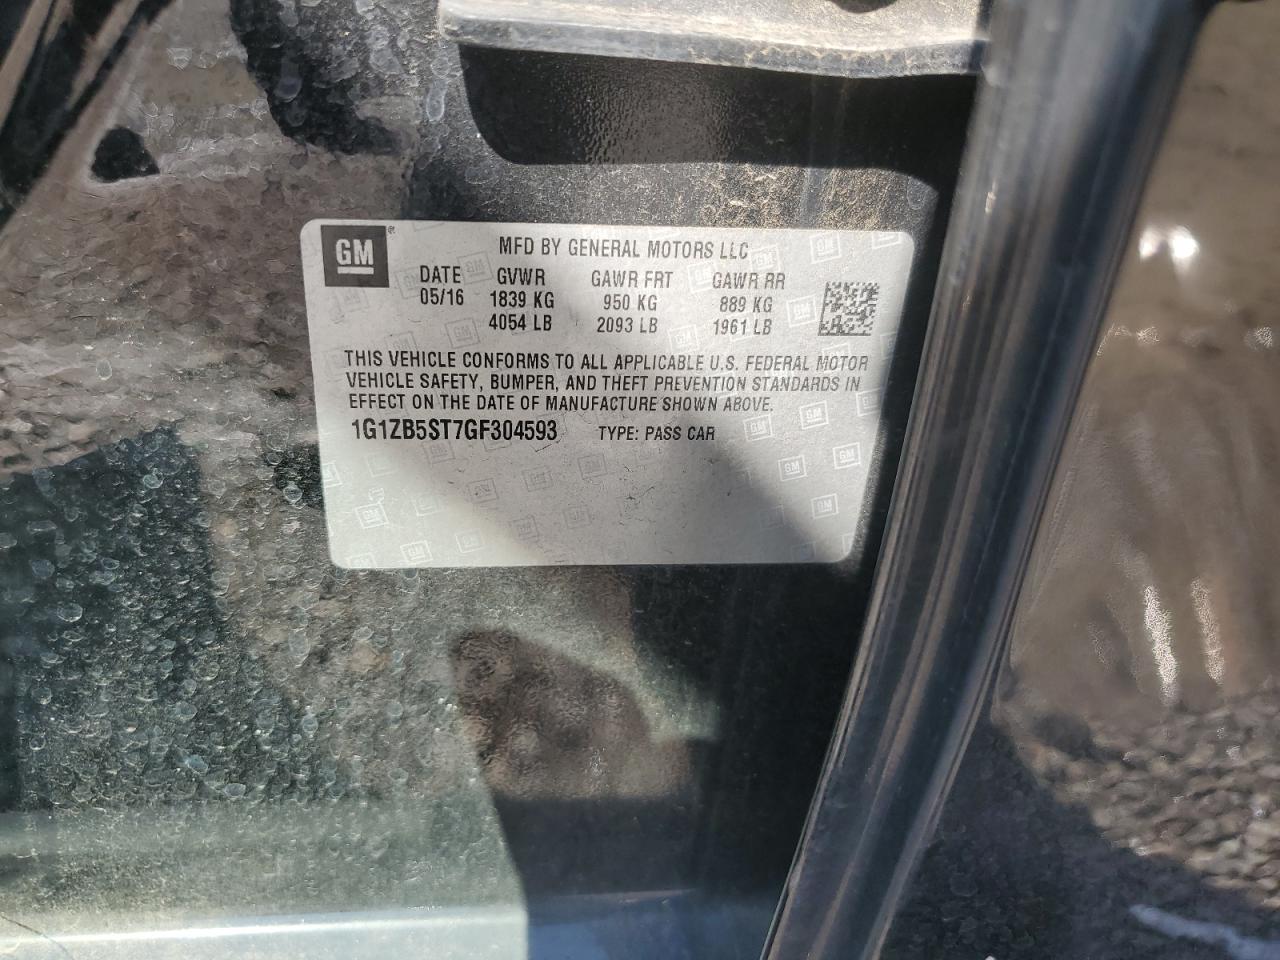 GM ® MFD BY GENERAL MOTORS LLC
DATE GVWR GAWR FRT GAWR RR
05/16 1839 KG 950 KG 889 KG
4054 LB 2093 LB 1961 LB
THIS VEHICLE CONFORMS TO ALL APPLICABLE U.S. FEDERAL MOTOR
VEHICLE SAFETY, BUMPER, AND THEFT PREVENTION STANDARDS IN
EFFECT ON THE DATE OF MANUFACTURE SHOWN ABOVE.
1G1ZB5ST7GF304593 TYPE: PASS CAR